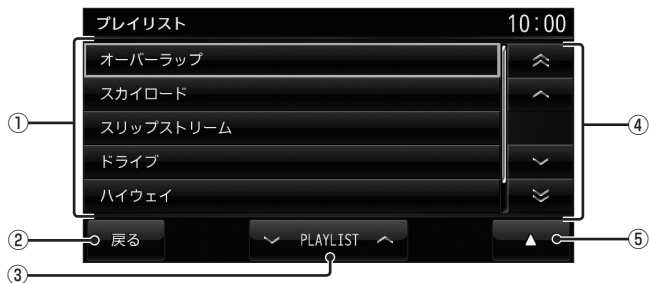 プレイリスト 10:00
オーバーラップ
スカイロード
① ④
スリップストリーム
ドライブ
ハイウェイ
② 戻る PLAYLIST ▲ ⑤
③